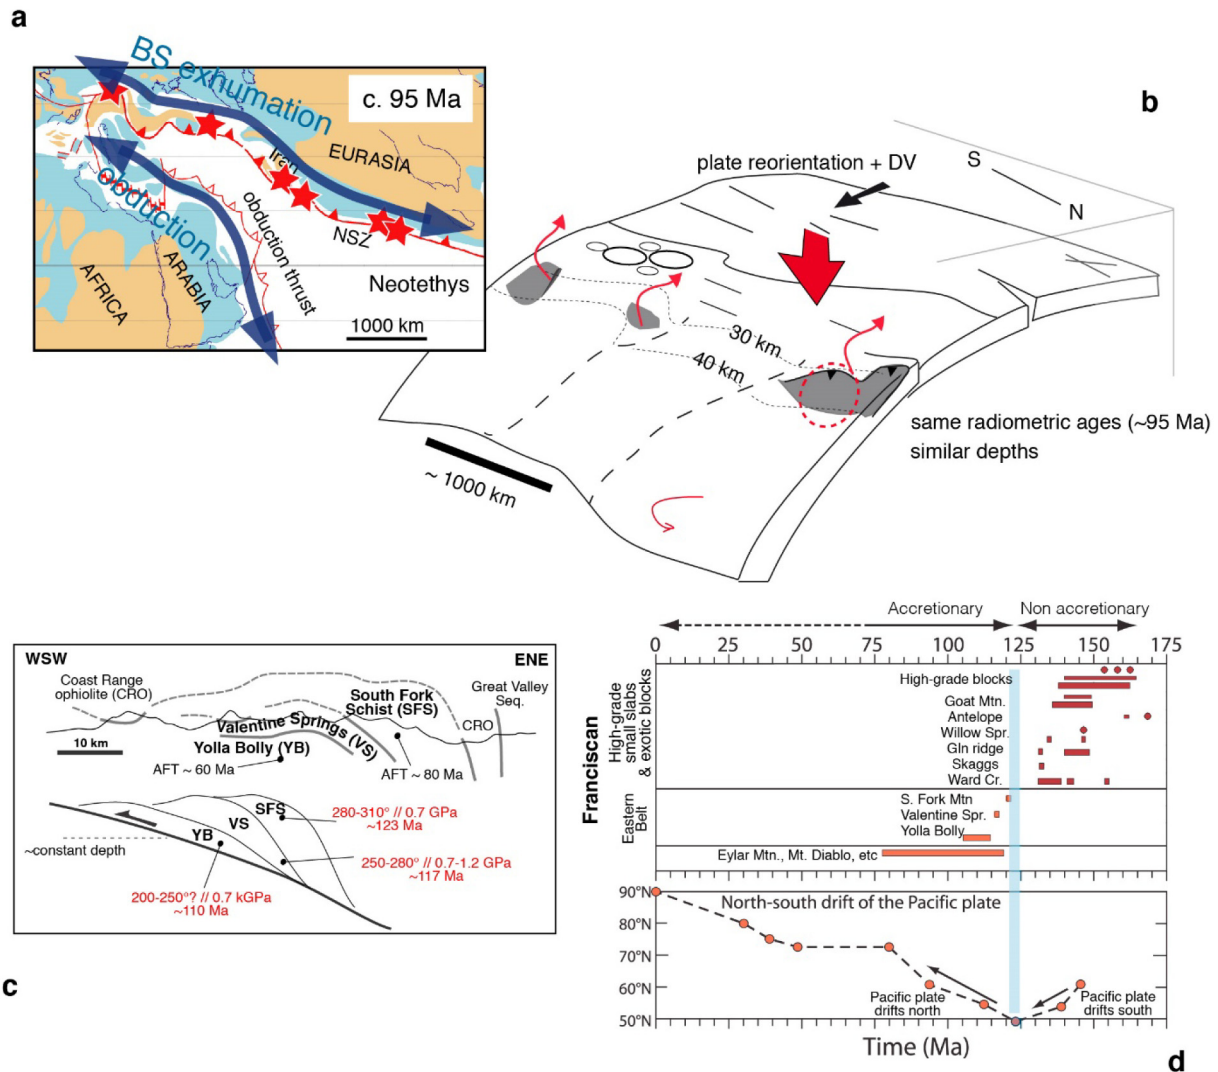 a
BS exhumation
c. 95 Ma
EURASIA
Iran
obduction
obduction thrust
NSZ
AFRICA
ARABIA
Neotethys
1000 km
b
S
N
plate reorientation + DV
30 km
40 km
same radiometric ages (~95 Ma)
similar depths
~ 1000 km
WSW
ENE
Coast Range
ophiolite (CRO)
South Fork
Schist (SFS)
Great Valley
Seq.
Valentine Springs (VS)
CRO
10 km
Yolla Bolly (YB)
AFT ~ 60 Ma
AFT ~ 80 Ma
SFS
280-310° // 0.7 GPa
~123 Ma
VS
YB
~constant depth
250-280° // 0.7-1.2 GPa
~117 Ma
200-250°? // 0.7 kGPa
~110 Ma
c
Accretionary
Non accretionary
0 25 50 75 100 125 150 175
Franciscan
High-grade
small slabs
& exotic blocks
High-grade blocks
Goat Mtn.
Antelope
Willow Spr.
Gln ridge
Skaggs
Ward Cr.
Eastern
Belt
S. Fork Mtn
Valentine Spr.
Yolla Bolly
Eylar Mtn., Mt. Diablo, etc
90°N
North-south drift of the Pacific plate
80°N
70°N
60°N
Pacific plate
drifts north
Pacific plate
drifts south
50°N
0 25 50 75 100 125 150 175
Time (Ma)
d